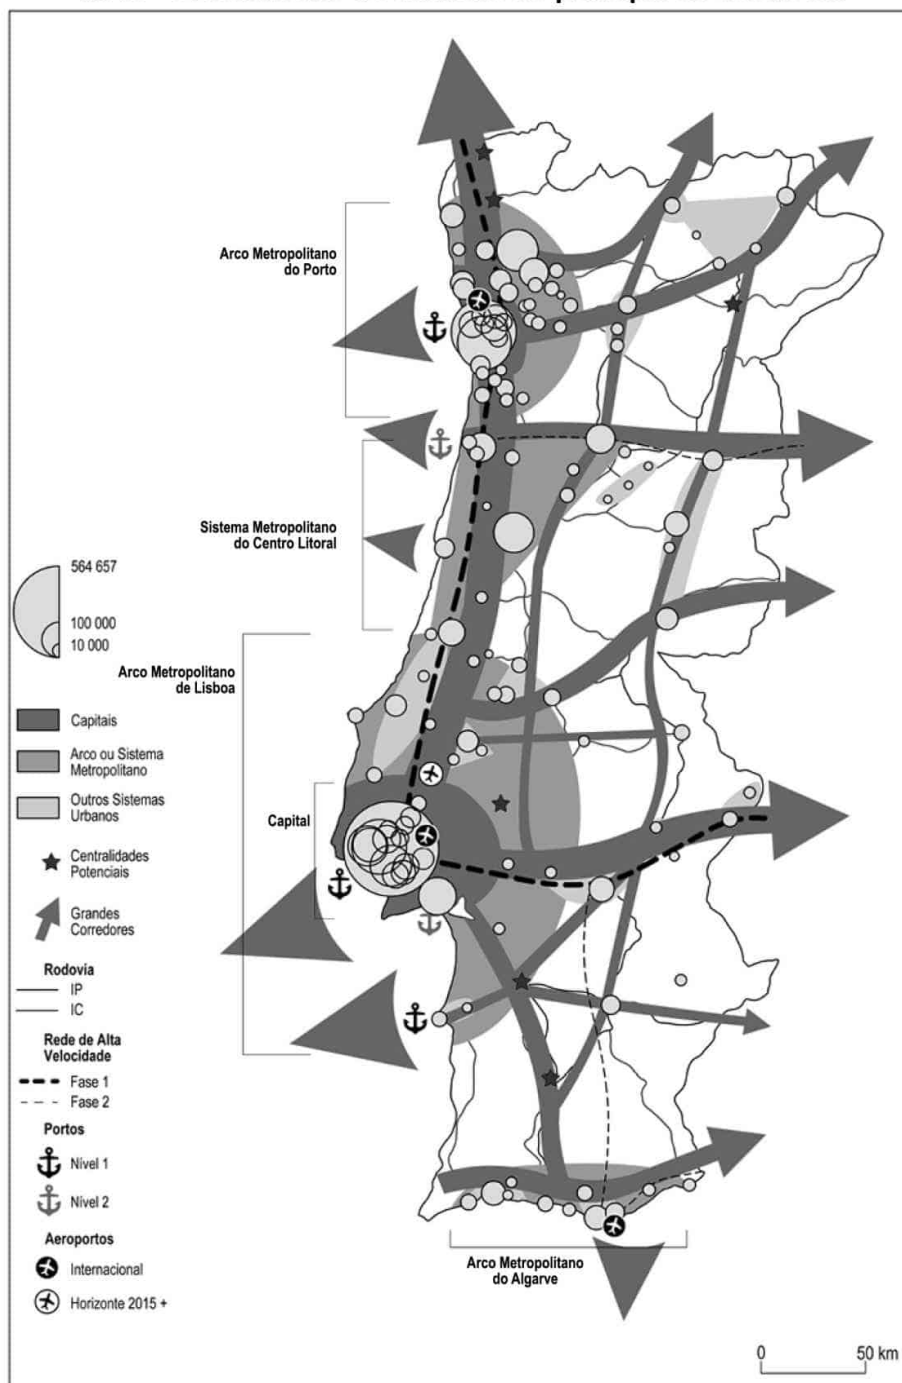 Arco Metropolitano
do Porto
Sistema Metropolitano
do Centro Litoral
564 657
100 000
10 000
Arco Metropolitano
de Lisboa
Capitais
Arco ou Sistema
Metropolitano
Outros Sistemas
Urbanos
Capital
Centralidades
Potenciais
Grandes
Corredores
Rodovia
IP
IC
Rede de Alta
Velocidade
Fase 1
Fase 2
Portos
Nível 1
Nível 2
Aeroportos
Internacional
Horizonte 2015 +
Arco Metropolitano
do Algarve
0 50 km